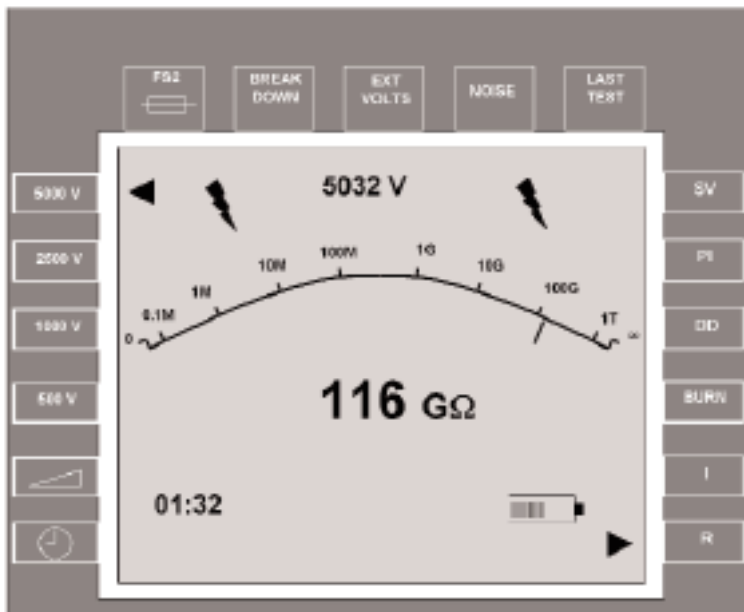 FS2
BREAK
DOWN
EXT
VOLTS
NOISE
LAST
TEST
5000 V
2500 V
1000 V
500 V
5032 V
0
0.1M
1M
10M
100M
1G
10G
100G
1T
∞
116 GΩ
01:32
SV
PI
DD
BURN
I
R